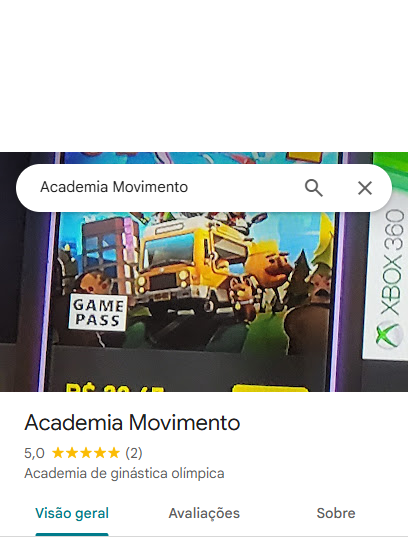 Academia Movimento
XBOX 360
GAME
PASS
Academia Movimento
5,0 ★★★★★ (2)
Academia de ginástica olímpica
Visão geral
Avaliações
Sobre